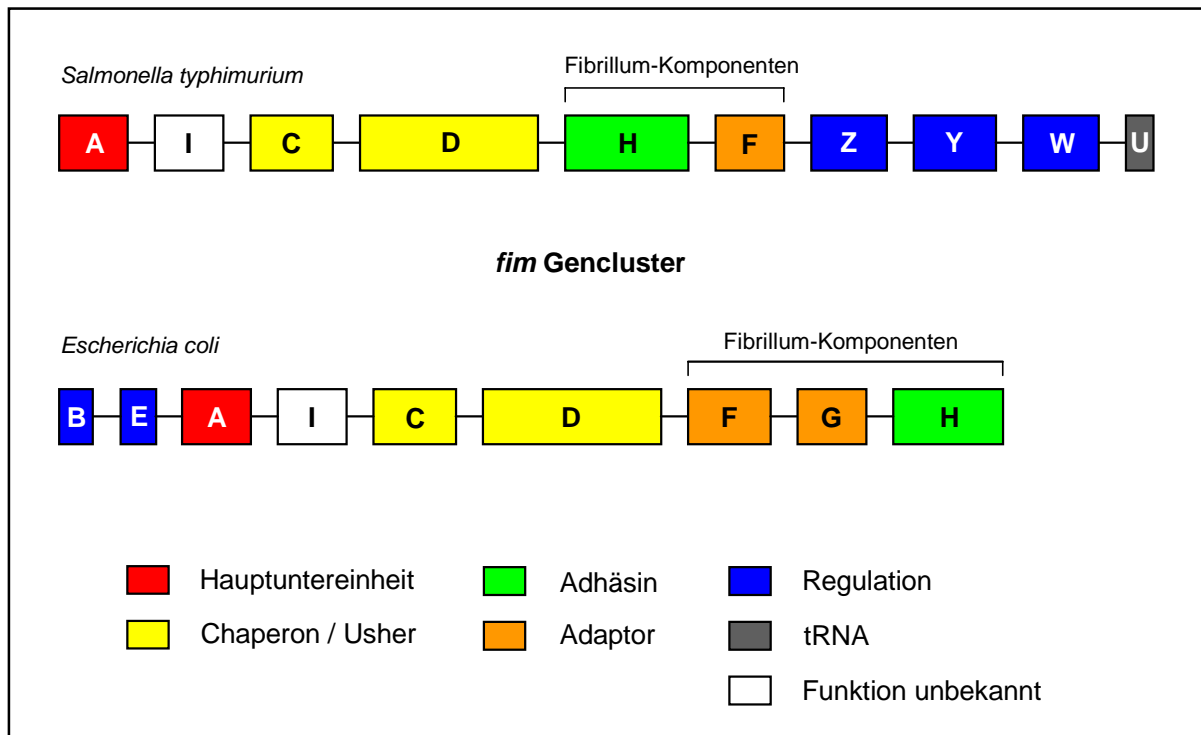 Salmonella typhimurium
Fibrillum-Komponenten
A I C D H F Z Y W U
fim Gencluster
Escherichia coli
Fibrillum-Komponenten
B E A I C D F G H
Hauptuntereinheit Adhäsin Regulation
Chaperon / Usher Adaptor tRNA
Funktion unbekannt